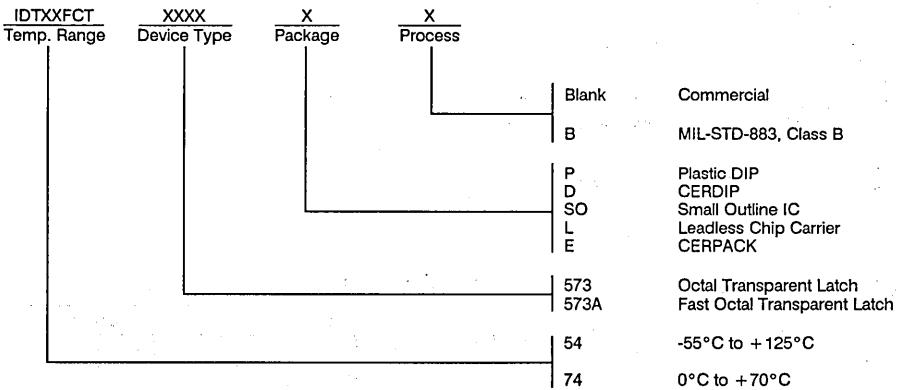 IDTXXFCT XXXX X X
Temp. Range Device Type Package Process
Blank Commercial
B MIL-STD-883, Class B
P Plastic DIP
D CERDIP
SO Small Outline IC
L Leadless Chip Carrier
E CERPACK
573 Octal Transparent Latch
573A Fast Octal Transparent Latch
54 -55°C to +125°C
74 0°C to +70°C